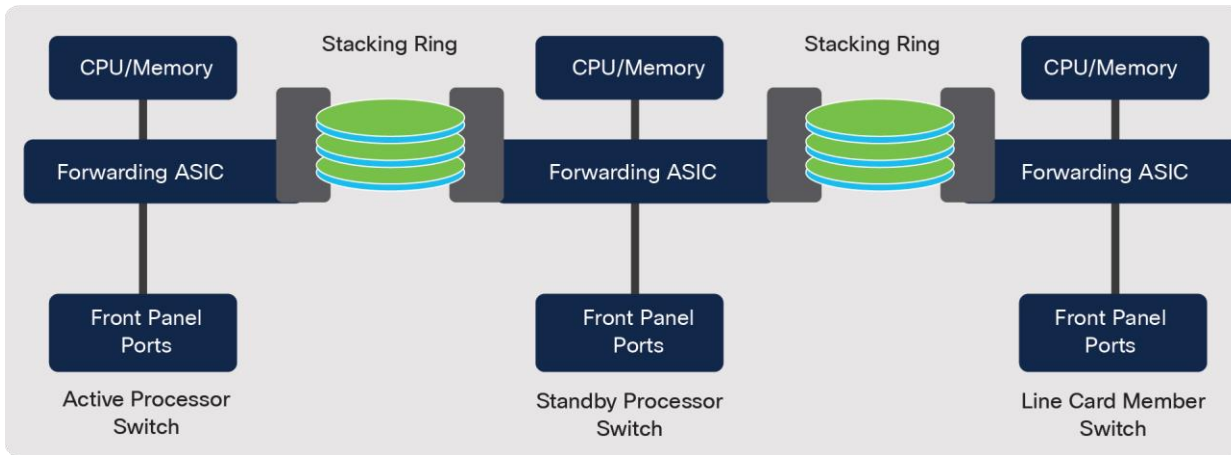 Stacking Ring
Stacking Ring
CPU/Memory
CPU/Memory
CPU/Memory
Forwarding ASIC
Forwarding ASIC
Forwarding ASIC
Front Panel
Ports
Front Panel
Ports
Front Panel
Ports
Active Processor
Switch
Standby Processor
Switch
Line Card Member
Switch